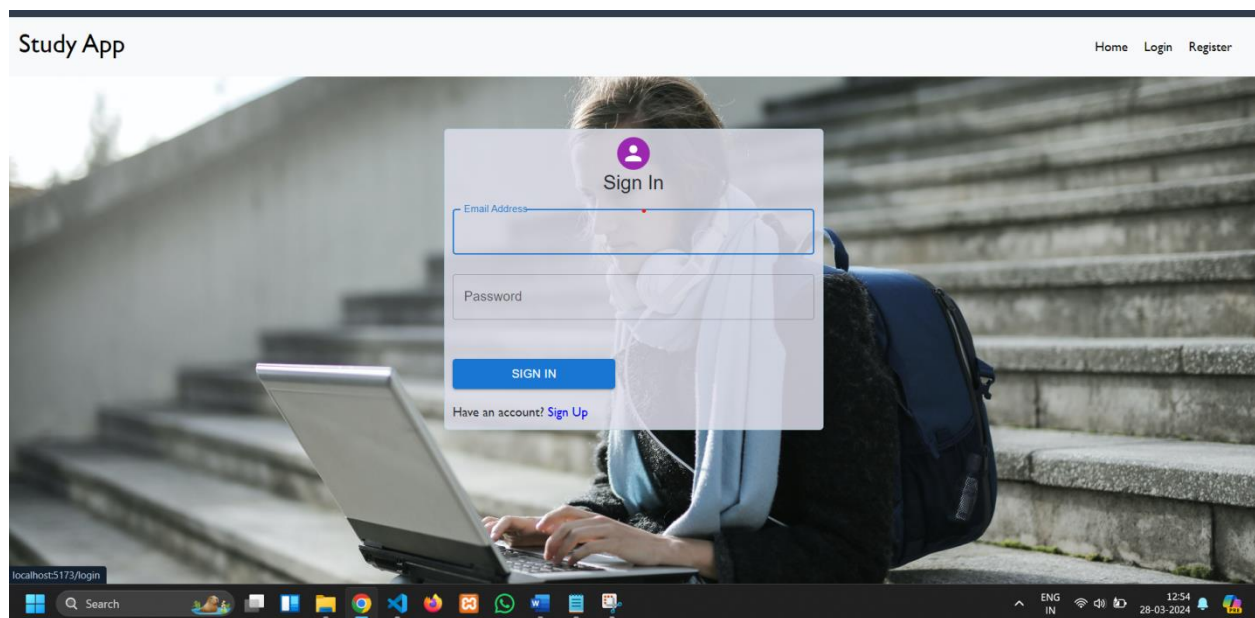 Study App
Home Login Register
Sign In
Email Address
Password
SIGN IN
Have an account? Sign Up
localhost:5173/login
Search
ENG
IN
12:54
28-03-2024